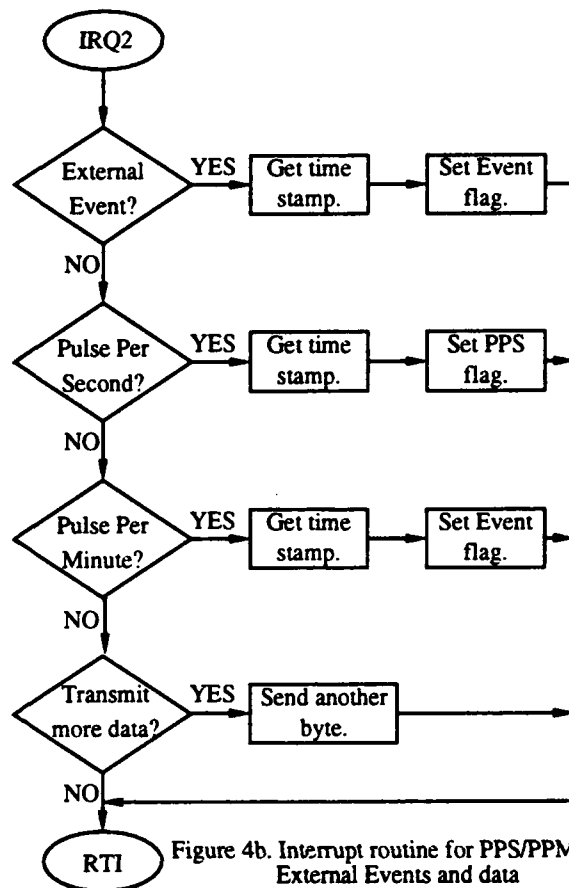 IRQ2
External
Event?
YES
Get time
stamp.
Set Event
flag.
NO
Pulse Per
Second?
YES
Get time
stamp.
Set PPS
flag.
NO
Pulse Per
Minute?
YES
Get time
stamp.
Set Event
flag.
NO
Transmit
more data?
YES
Send another
byte.
NO
RTI
Figure 4b. Interrupt routine for PPS/PPM
External Events and data